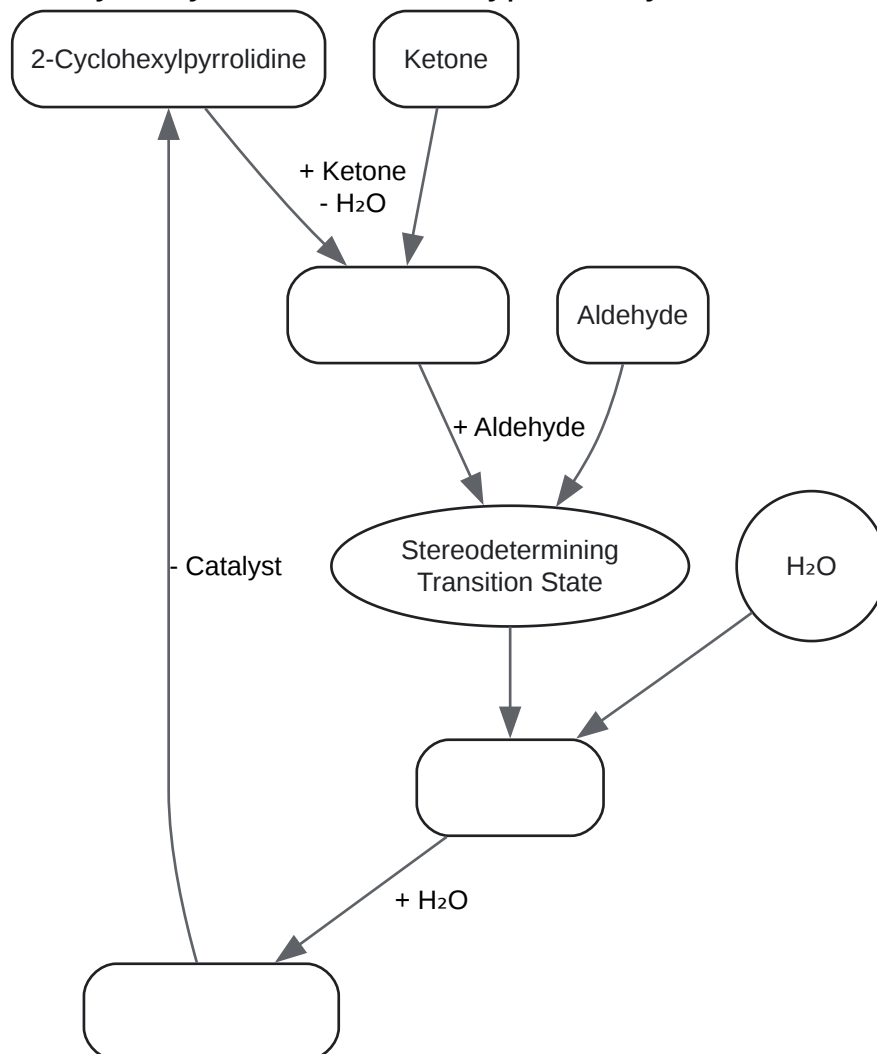 2-Cyclohexylpyrrolidine
Ketone
+ Ketone
- H₂O
Aldehyde
+ Aldehyde
Stereodetermining
Transition State
H₂O
- Catalyst
+ H₂O